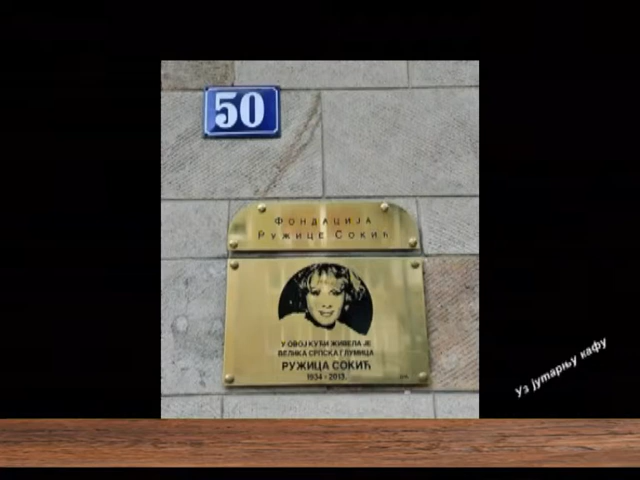 50
ФОНДАЦИЈА
РУЖИЦЕ СОКИЋ
У ОВОЈ КУЋИ ЖИВЕЛА ЈЕ
ВЕЛИКА СРПСКА ГЛУМИЦА
РУЖИЦА СОКИЋ
1934 - 2013.
Уз јутарњу кафу